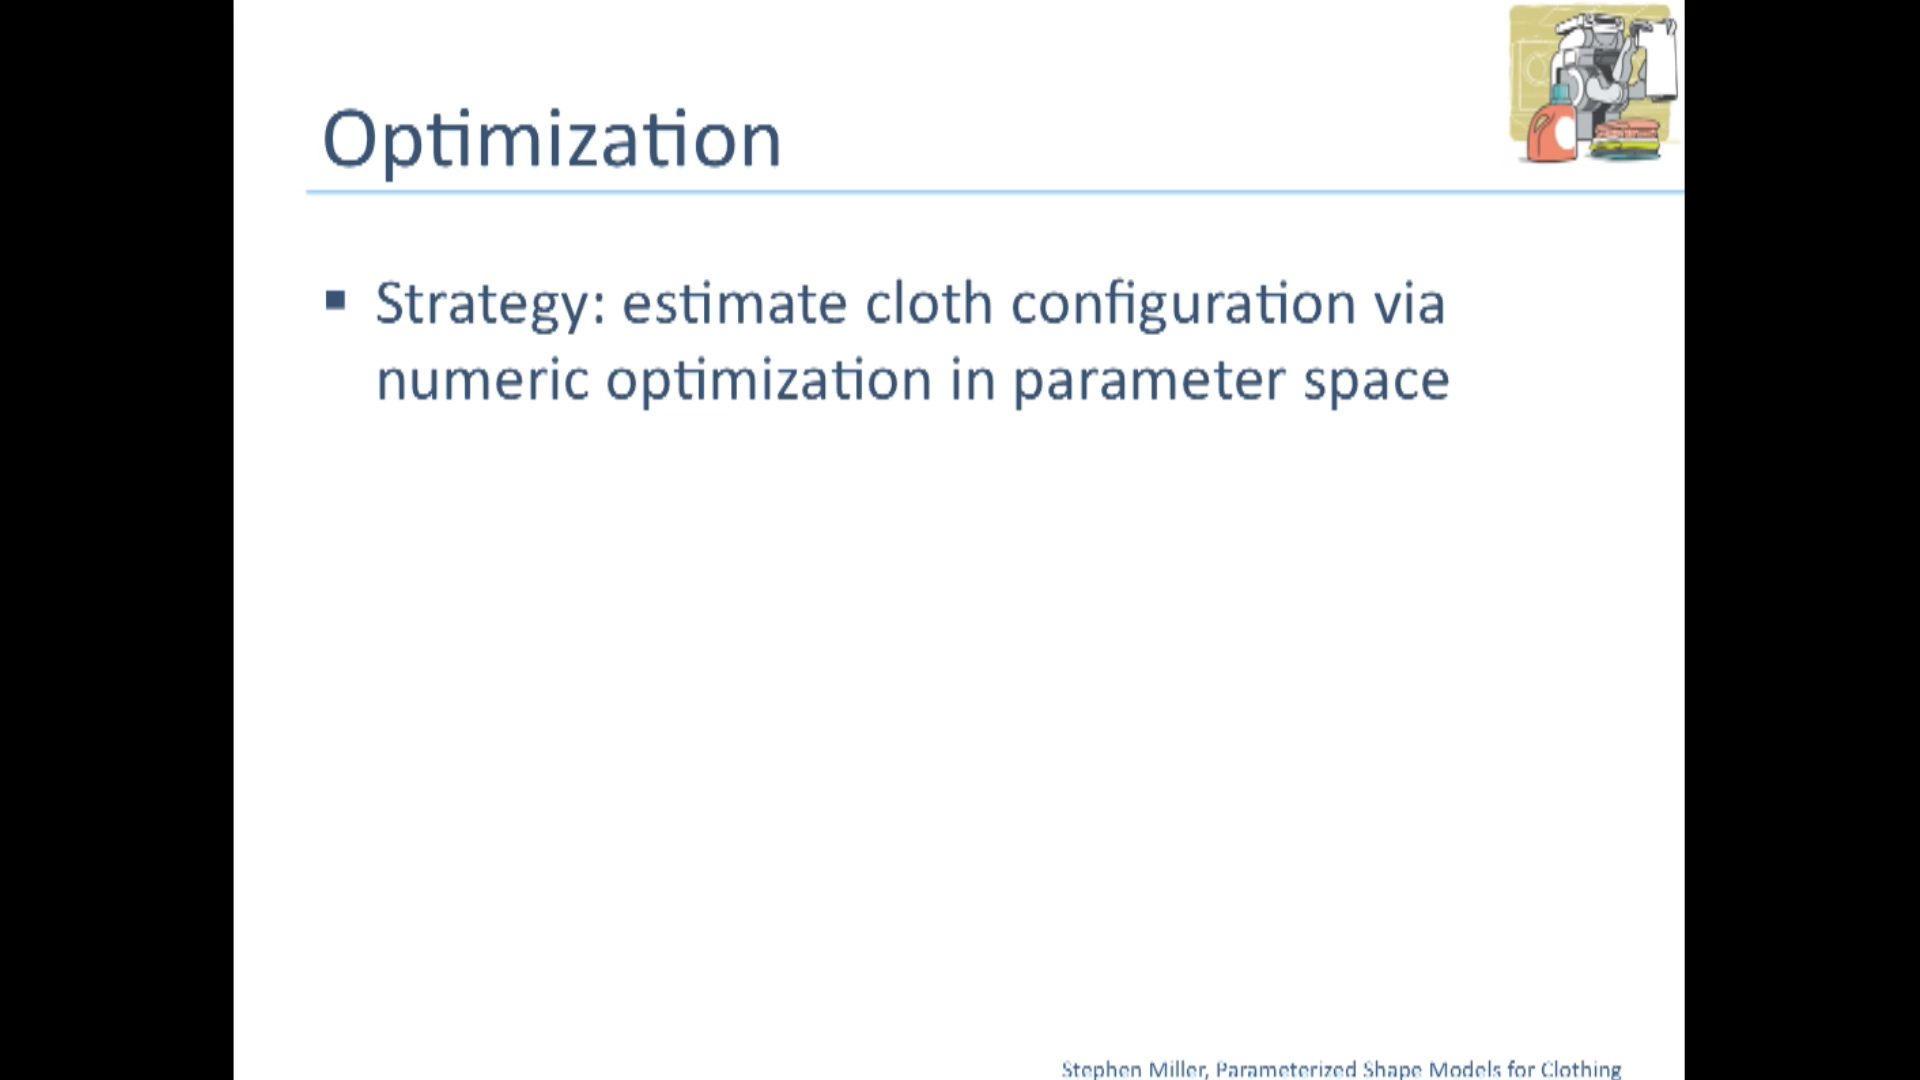 Optimization
▪ Strategy: estimate cloth configuration via
numeric optimization in parameter space
Stephen Miller, Parameterized Shape Models for Clothing